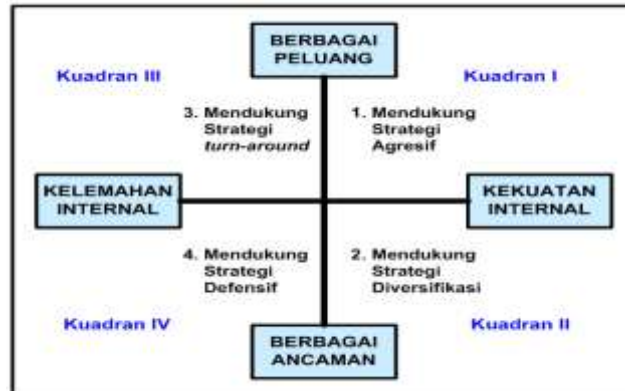 BERBAGAI
PELUANG
Kuadran III
Kuadran I
3. Mendukung
Strategi
turn-around
1. Mendukung
Strategi
Agresif
KELEMAHAN
INTERNAL
KEKUATAN
INTERNAL
4. Mendukung
Strategi
Defensif
2. Mendukung
Strategi
Diversifikasi
Kuadran IV
Kuadran II
BERBAGAI
ANCAMAN